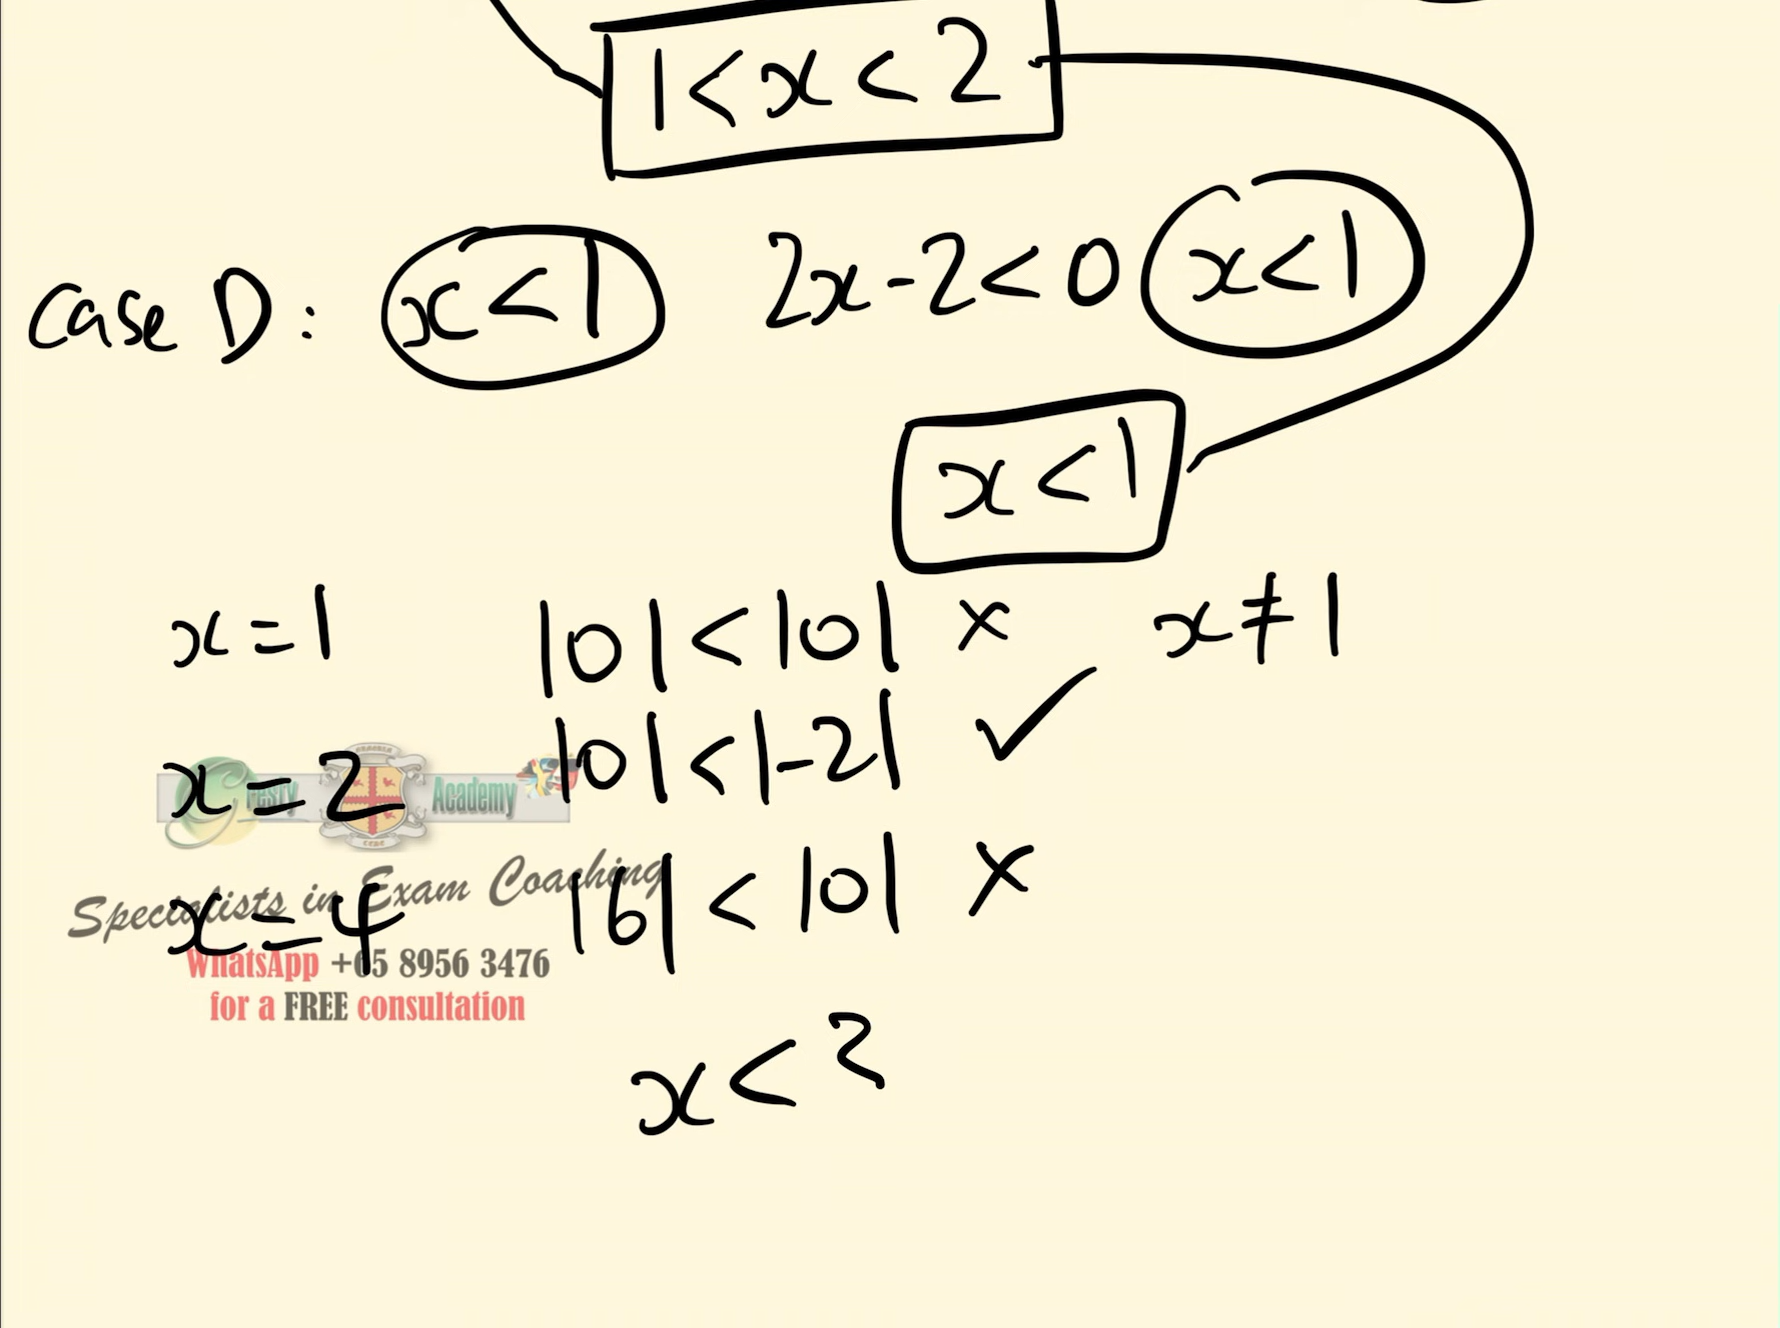 1<x<2
case D: x<1 2x-2<0 x<1
x<1
x=1 |0|<|0| × x≠1
x=2 |0|<|-2| ✓
Gresty Academy
x=4 |6|<|0| ×
Specialists in Exam Coaching
WhatsApp +65 8956 3476
for a FREE consultation
x<2